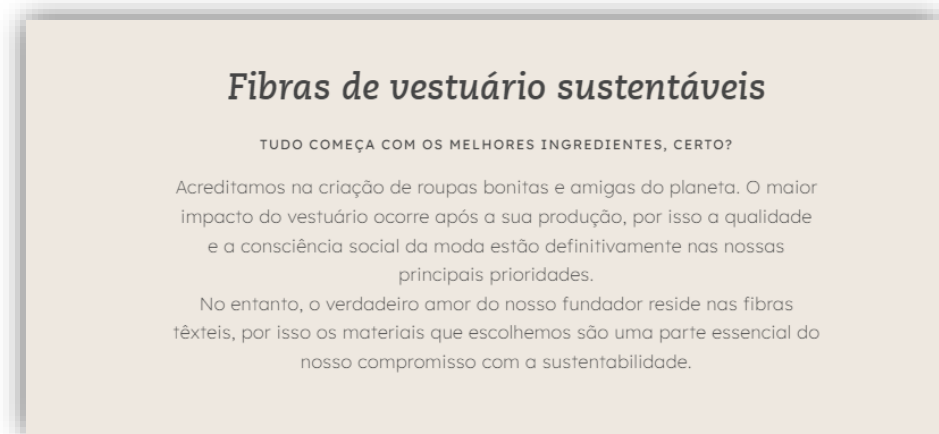 Fibras de vestuário sustentáveis
TUDO COMEÇA COM OS MELHORES INGREDIENTES, CERTO?
Acreditamos na criação de roupas bonitas e amigas do planeta. O maior
impacto do vestuário ocorre após a sua produção, por isso a qualidade
e a consciência social da moda estão definitivamente nas nossas
principais prioridades.
No entanto, o verdadeiro amor do nosso fundador reside nas fibras
têxteis, por isso os materiais que escolhemos são uma parte essencial do
nosso compromisso com a sustentabilidade.